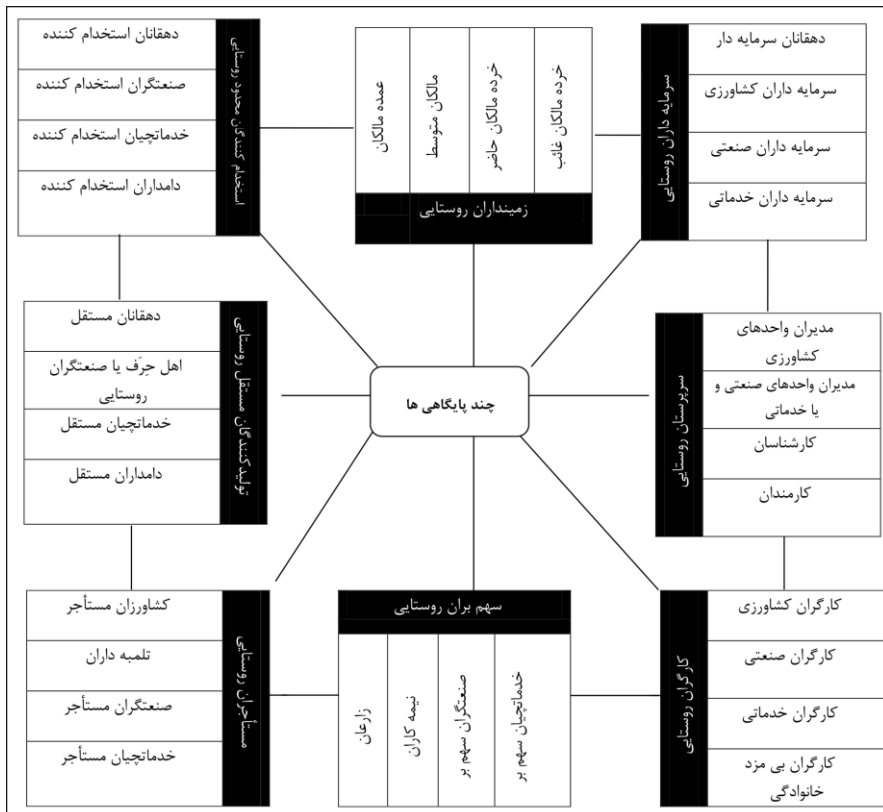 سرمایه داران روستایی
دهقانان سرمایه دار
سرمایه داران کشاورزی
سرمایه داران صنعتی
سرمایه داران خدماتی
زمینداران روستایی
خرده مالکان غائب
خرده مالکان حاضر
مالکان متوسط
عمده مالکان
استخدام کنندگان محدود روستایی
دهقانان استخدام کننده
صنعتگران استخدام کننده
خدماتچیان استخدام کننده
دامداران استخدام کننده
سرپرستان روستایی
مدیران واحدهای
کشاورزی
مدیران واحدهای صنعتی و
یا خدماتی
کارشناسان
کارمندان
چند پایگاهی ها
تولیدکنندگان مستقل روستایی
دهقانان مستقل
اهل حِرَف یا صنعتگران
روستایی
خدماتچیان مستقل
دامداران مستقل
کارگران روستایی
کارگران کشاورزی
کارگران صنعتی
کارگران خدماتی
کارگران بی مزد
خانوادگی
سهم بران روستایی
خدماتچیان سهم بر
صنعتگران سهم بر
نیمه کاران
زارعان
مستأجران روستایی
کشاورزان مستأجر
تلمبه داران
صنعتگران مستأجر
خدماتچیان مستأجر